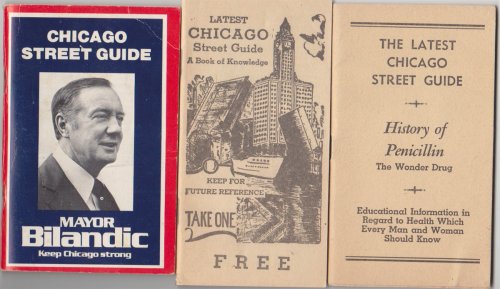 CHICAGO
STREET GUIDE
MAYOR
Bilandic
Keep Chicago strong
LATEST
CHICAGO
Street Guide
A Book of Knowledge
KEEP FOR
FUTURE REFERENCE
TAKE ONE
FREE
THE LATEST
CHICAGO
STREET GUIDE
History of
Penicillin
The Wonder Drug
Educational Information in
Regard to Health Which
Every Man and Woman
Should Know